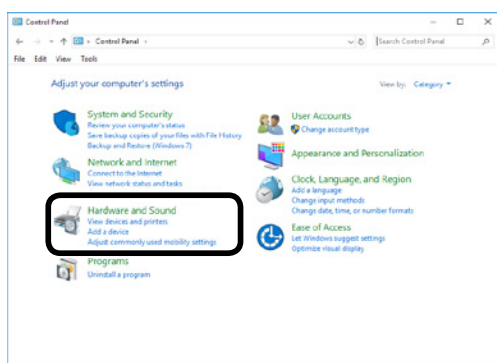 Control Panel
Control Panel
Search Control Panel
File Edit View Tools
Adjust your computer's settings
View by: Category
System and Security
Review your computer's status
Save backup copies of your files with File History
Backup and Restore (Windows 7)
Network and Internet
Connect to the Internet
View network status and tasks
Hardware and Sound
View devices and printers
Add a device
Adjust commonly used mobility settings
Programs
Uninstall a program
User Accounts
Change account type
Appearance and Personalization
Clock, Language, and Region
Add a language
Change input methods
Change date, time, or number formats
Ease of Access
Let Windows suggest settings
Optimize visual display